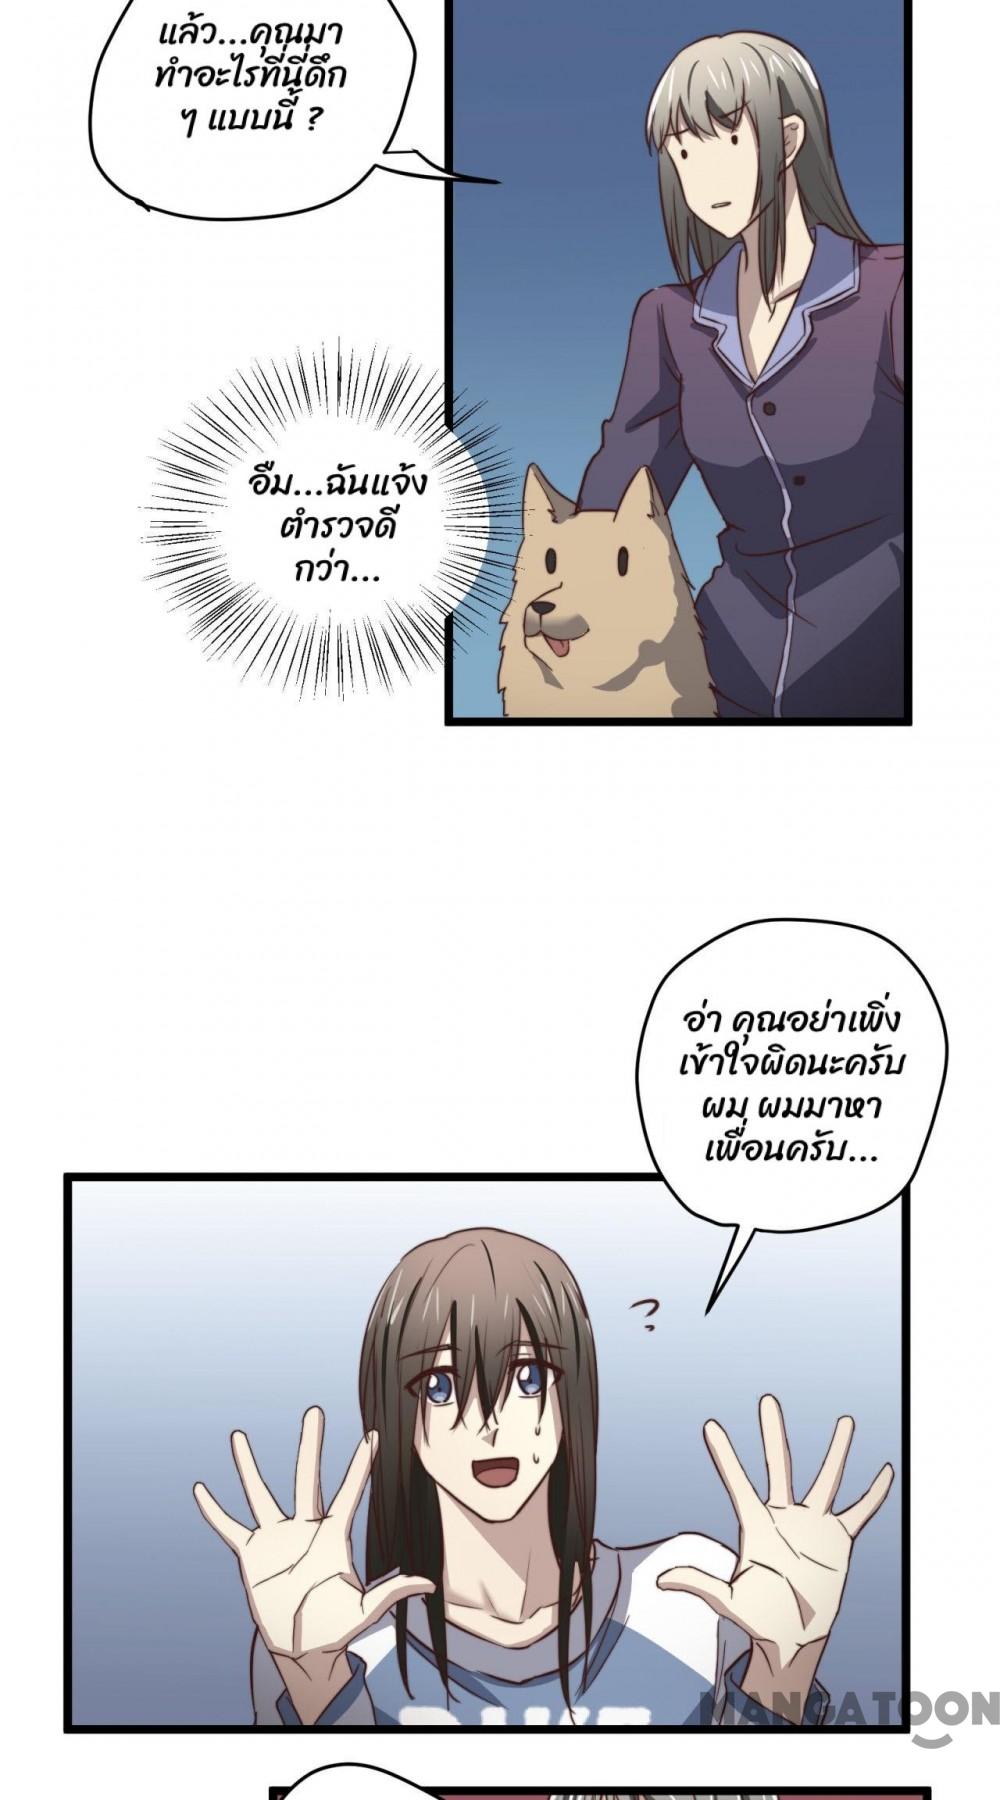 แล้ว...คุณมา
ทำอะไรที่นี่ดึก
ๆ แบบนี้ ?
อืม...ฉันแจ้ง
ตำรวจดี
กว่า...
อ่า คุณอย่าเพิ่ง
เข้าใจผิดนะครับ
ผม ผมมาหา
เพื่อนครับ...
MANGATOON